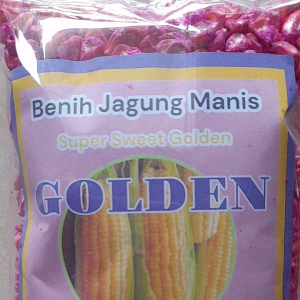 Benih Jagung Manis
Super Sweet Golden
GOLDEN